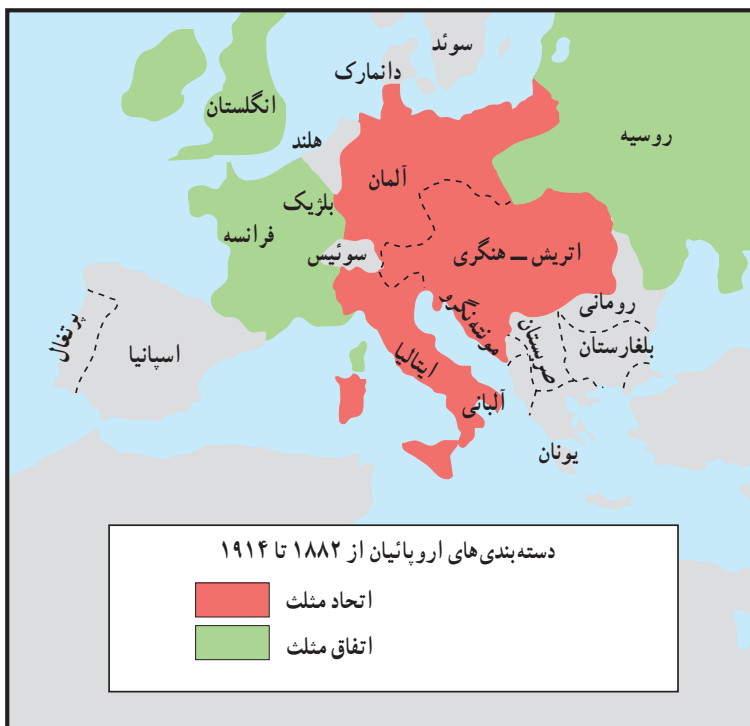 سوئد
دانمارک
انگلستان
هلند
روسیه
آلمان
بلژیک
فرانسه
سوئیس
اتریش ــ هنگری
رومانی
مونته‌نگرو
صربستان
بلغارستان
پرتغال
اسپانیا
ایتالیا
آلبانی
یونان
دسته‌بندی‌های اروپائیان از ۱۸۸۲ تا ۱۹۱۴
اتحاد مثلث
اتفاق مثلث